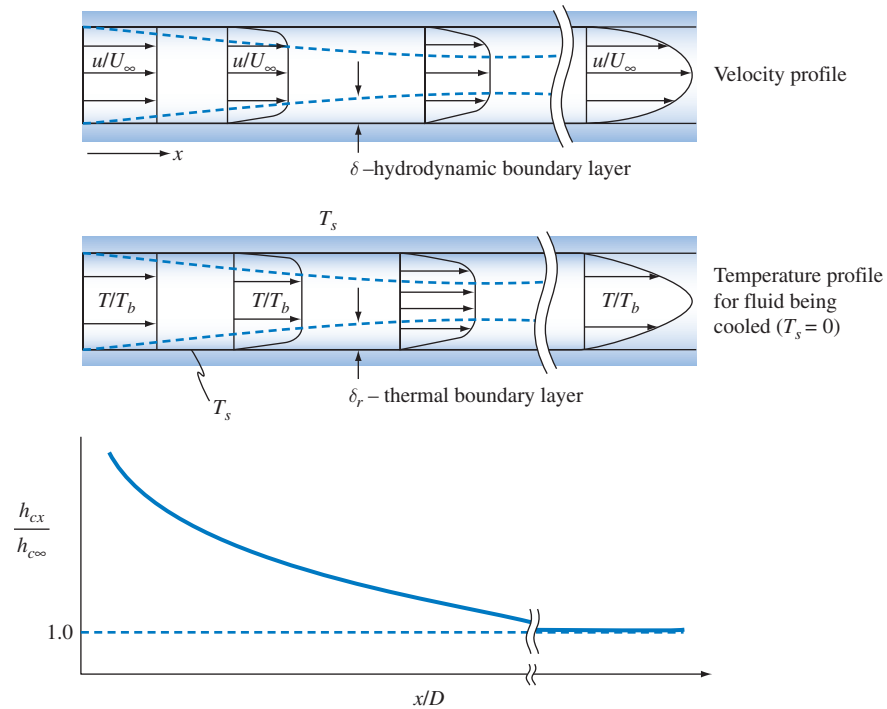 u/U∞ u/U∞ u/U∞
Velocity profile
x
δ –hydrodynamic boundary layer
Ts
T/Tb T/Tb T/Tb
Temperature profile
for fluid being
cooled (Ts = 0)
Ts
δr – thermal boundary layer
hcx
hc∞
1.0
x/D